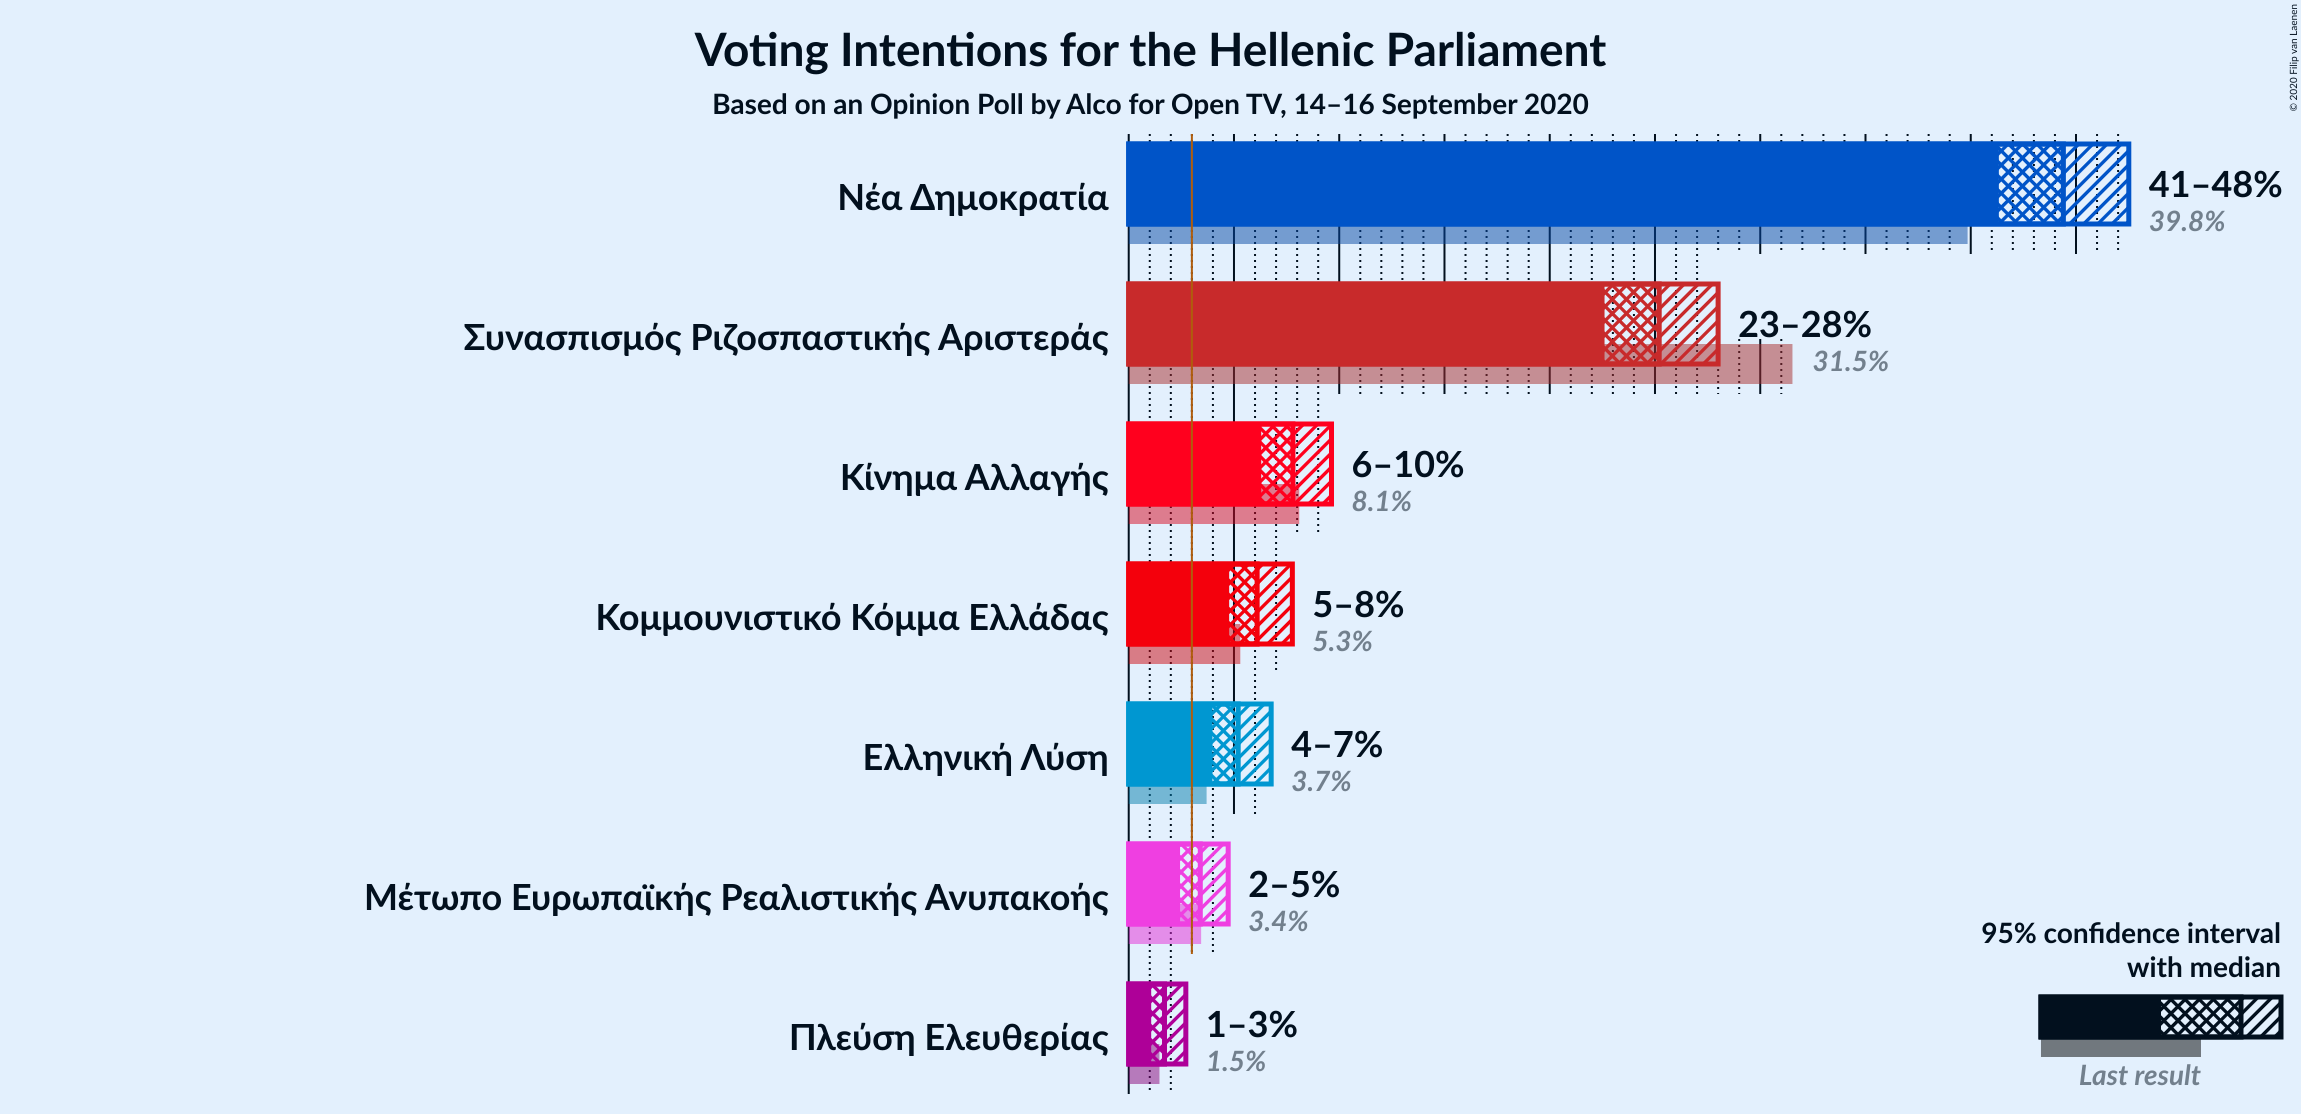 Voting Intentions for the Hellenic Parliament
Based on an Opinion Poll by Alco for Open TV, 14–16 September 2020
© 2020 Filip van Laenen
Νέα Δημοκρατία
41–48%
39.8%
Συνασπισμός Ριζοσπαστικής Αριστεράς
23–28%
31.5%
Κίνημα Αλλαγής
6–10%
8.1%
Κομμουνιστικό Κόμμα Ελλάδας
5–8%
5.3%
Ελληνική Λύση
4–7%
3.7%
Μέτωπο Ευρωπαϊκής Ρεαλιστικής Ανυπακοής
2–5%
3.4%
Πλεύση Ελευθερίας
1–3%
1.5%
95% confidence interval
with median
Last result